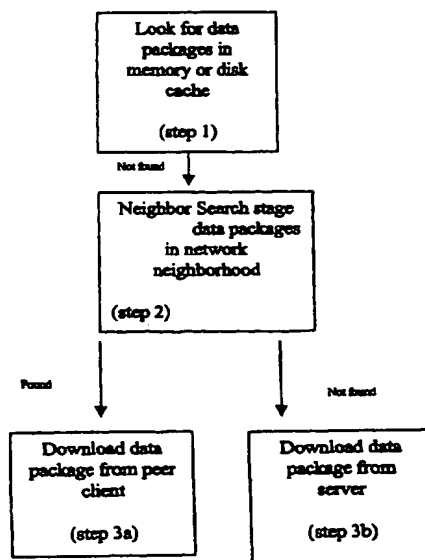 Look for data
packages in
memory or disk
cache
(step 1)
Not found
Neighbor Search stage
data packages
in network
neighborhood
(step 2)
Found
Not found
Download data
package from peer
client
(step 3a)
Download data
package from
server
(step 3b)